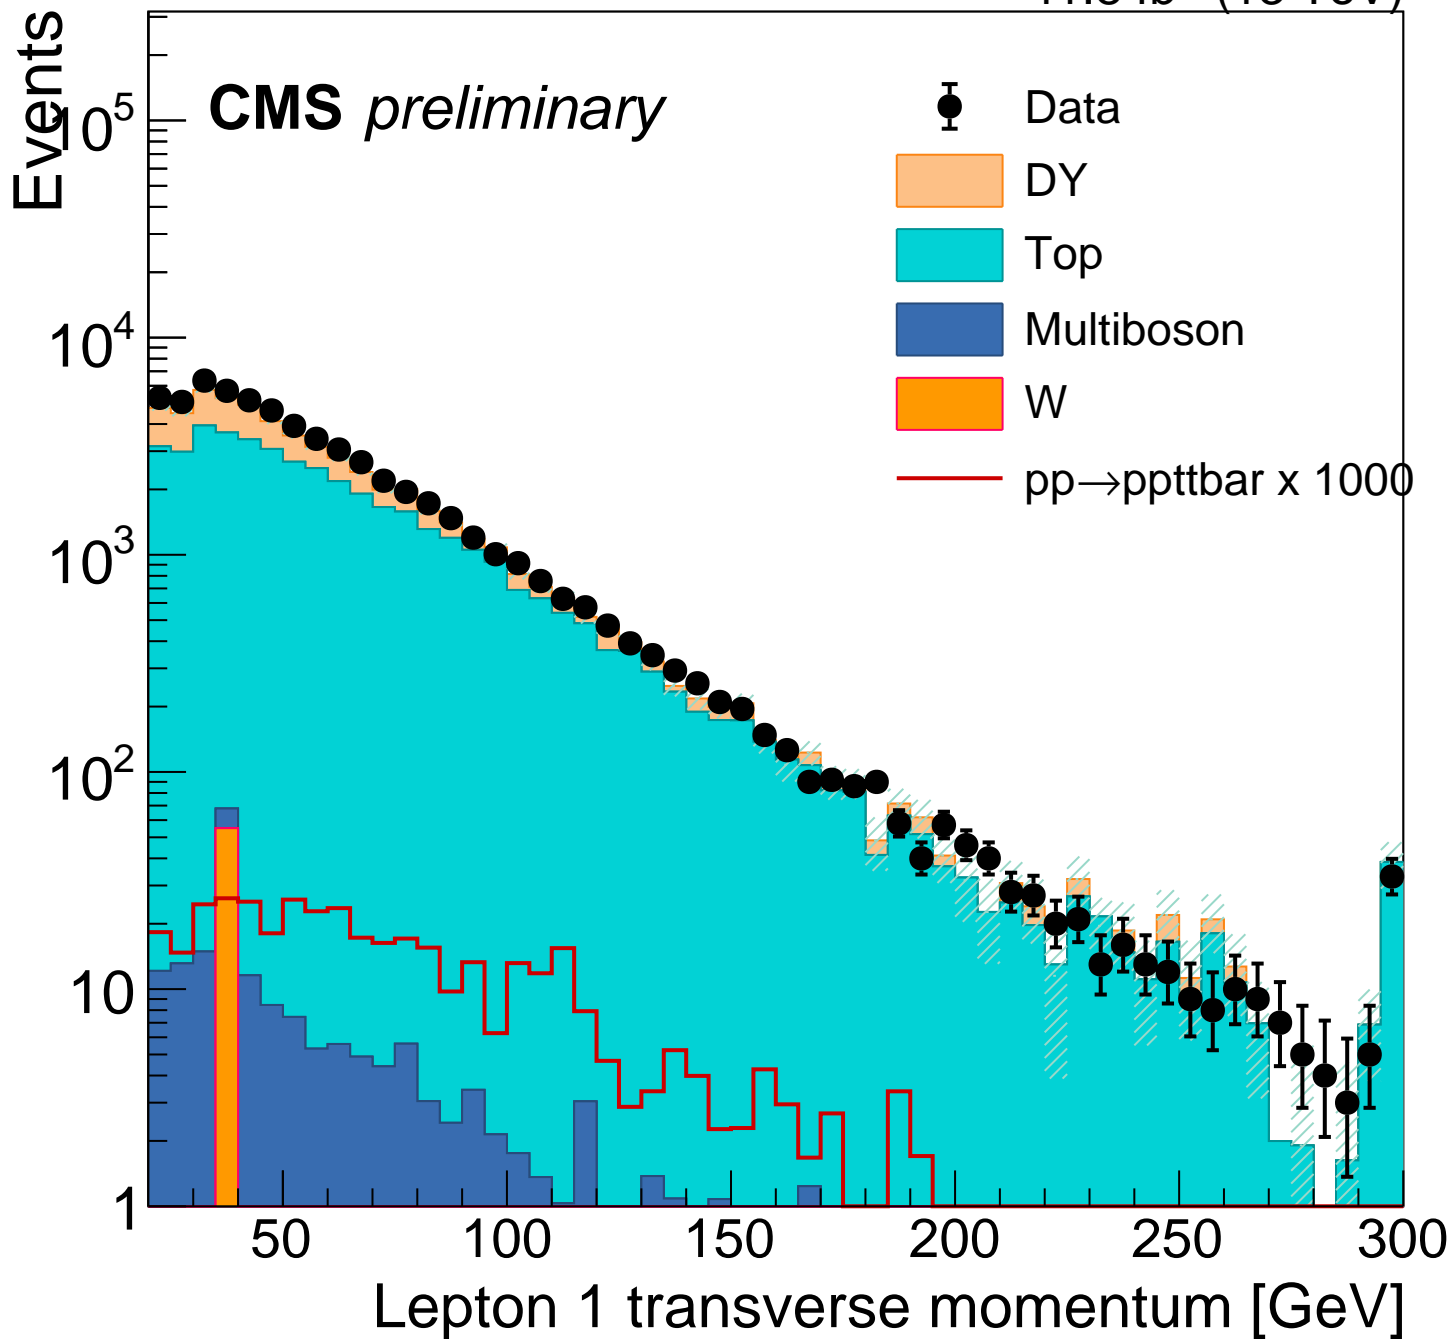 Events
CMS preliminary
Data
DY
Top
Multiboson
W
pp→ppttbar x 1000
10⁵
10⁴
10³
10²
10
1
50 100 150 200 250 300
Lepton 1 transverse momentum [GeV]